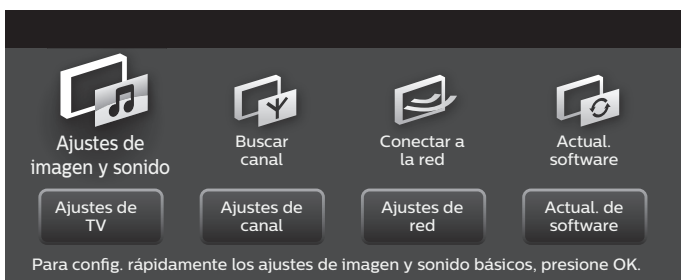 Ajustes de
imagen y sonido
Buscar
canal
Conectar a
la red
Actual.
software
Ajustes de
TV
Ajustes de
canal
Ajustes de
red
Actual. de
software
Para config. rápidamente los ajustes de imagen y sonido básicos, presione OK.